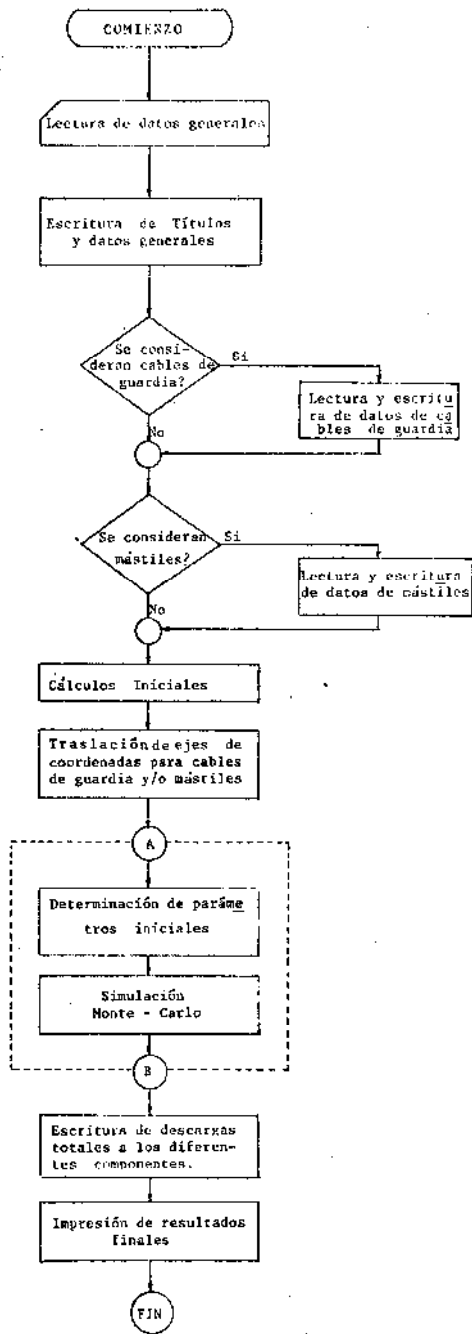 COMIENZO
Lectura de datos generales
Escritura de Títulos
y datos generales
Se consi-
deran cables de
guardia?
Si
Lectura y escritu
ra de datos de ca
bles de guardia
No
Se consideran
mástiles?
Si
Lectura y escritura
de datos de mástiles
No
Cálculos Iniciales
Traslación de ejes de
coordenadas para cables
de guardia y/o mástiles
A
Determinación de paráme
tros iniciales
Simulación
Monte - Carlo
B
Escritura de descargas
totales a los diferen-
tes componentes.
Impresión de resultados
finales
FIN